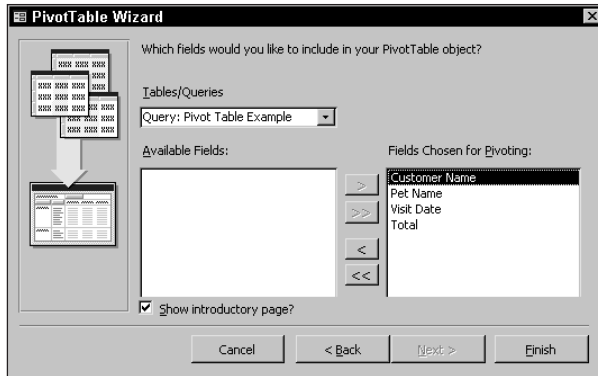 PivotTable Wizard
Which fields would you like to include in your PivotTable object?
Tables/Queries
Query: Pivot Table Example
Available Fields:
Fields Chosen for Pivoting:
Customer Name
Pet Name
Visit Date
Total
>
>>
<
<<
Show introductory page?
Cancel
< Back
Next >
Finish